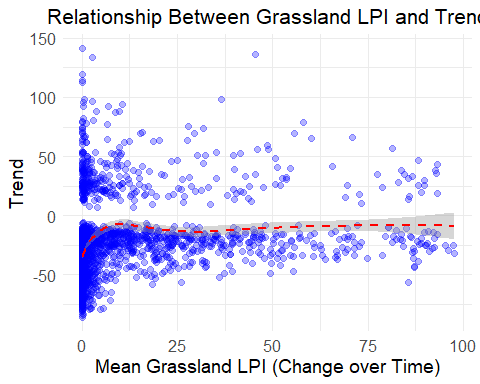 Relationship Between Grassland LPI and Trend
150
100
50
0
-50
Trend
0 25 50 75 100
Mean Grassland LPI (Change over Time)